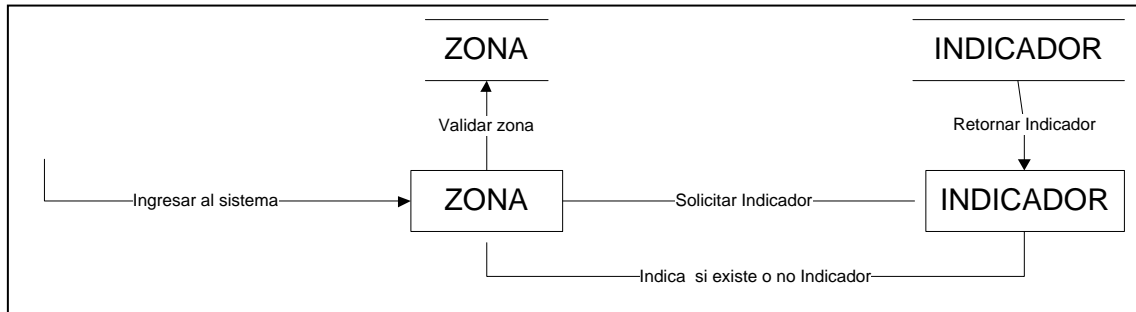 ZONA
INDICADOR
Validar zona
Retornar Indicador
Ingresar al sistema
ZONA
Solicitar Indicador
INDICADOR
Indica si existe o no Indicador